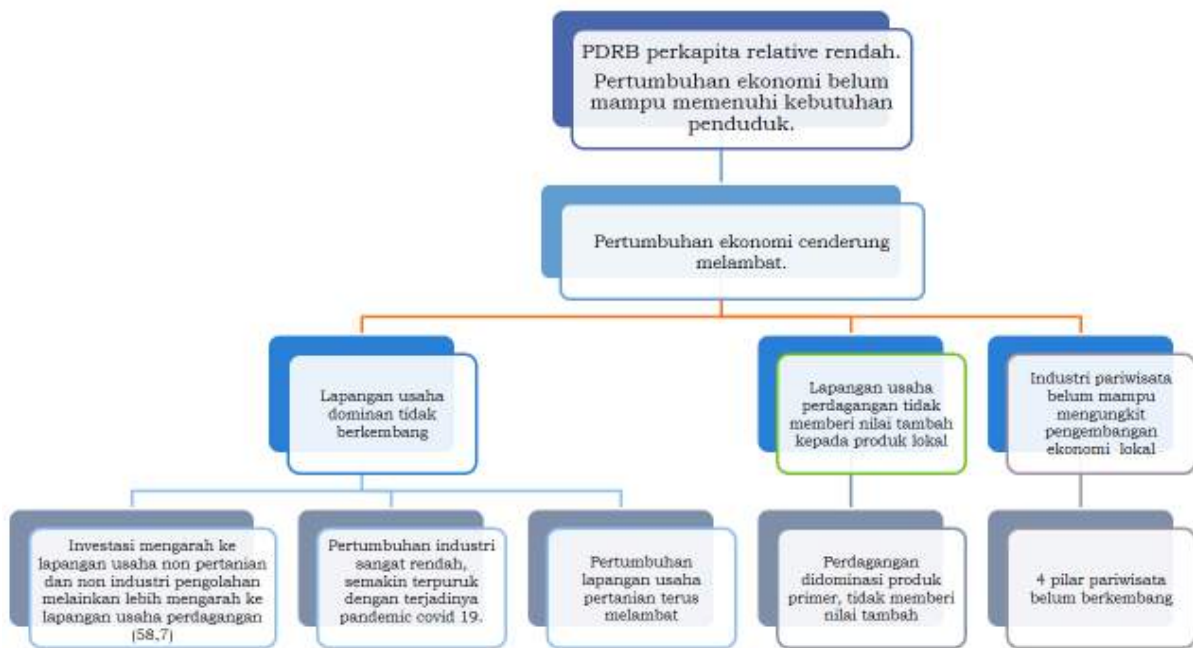 PDRB perkapita relative rendah.
Pertumbuhan ekonomi belum
mampu memenuhi kebutuhan
penduduk.
Pertumbuhan ekonomi cenderung
melambat.
Lapangan usaha
dominan tidak
berkembang
Lapangan usaha
perdagangan tidak
memberi nilai tambah
kepada produk lokal
Industri pariwisata
belum mampu
mengungkit
pengembangan
ekonomi lokal
Investasi mengarah ke
lapangan usaha non pertanian
dan non industri pengolahan
melainkan lebih mengarah ke
lapangan usaha perdagangan
(58,7)
Pertumbuhan industri
sangat rendah,
semakin terpuruk
dengan terjadinya
pandemic covid 19.
Pertumbuhan
lapangan usaha
pertanian terus
melambat
Perdagangan
didominasi produk
primer, tidak memberi
nilai tambah
4 pilar pariwisata
belum berkembang